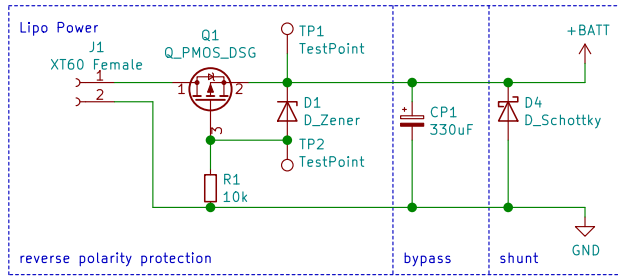 Lipo Power
J1
XT60 Female
1
2
Q1
Q_PMOS_DSG
1
2
3
TP1
TestPoint
D1
D_Zener
TP2
TestPoint
R1
10k
+
CP1
330uF
D4
D_Schottky
+BATT
GND
reverse polarity protection
bypass
shunt